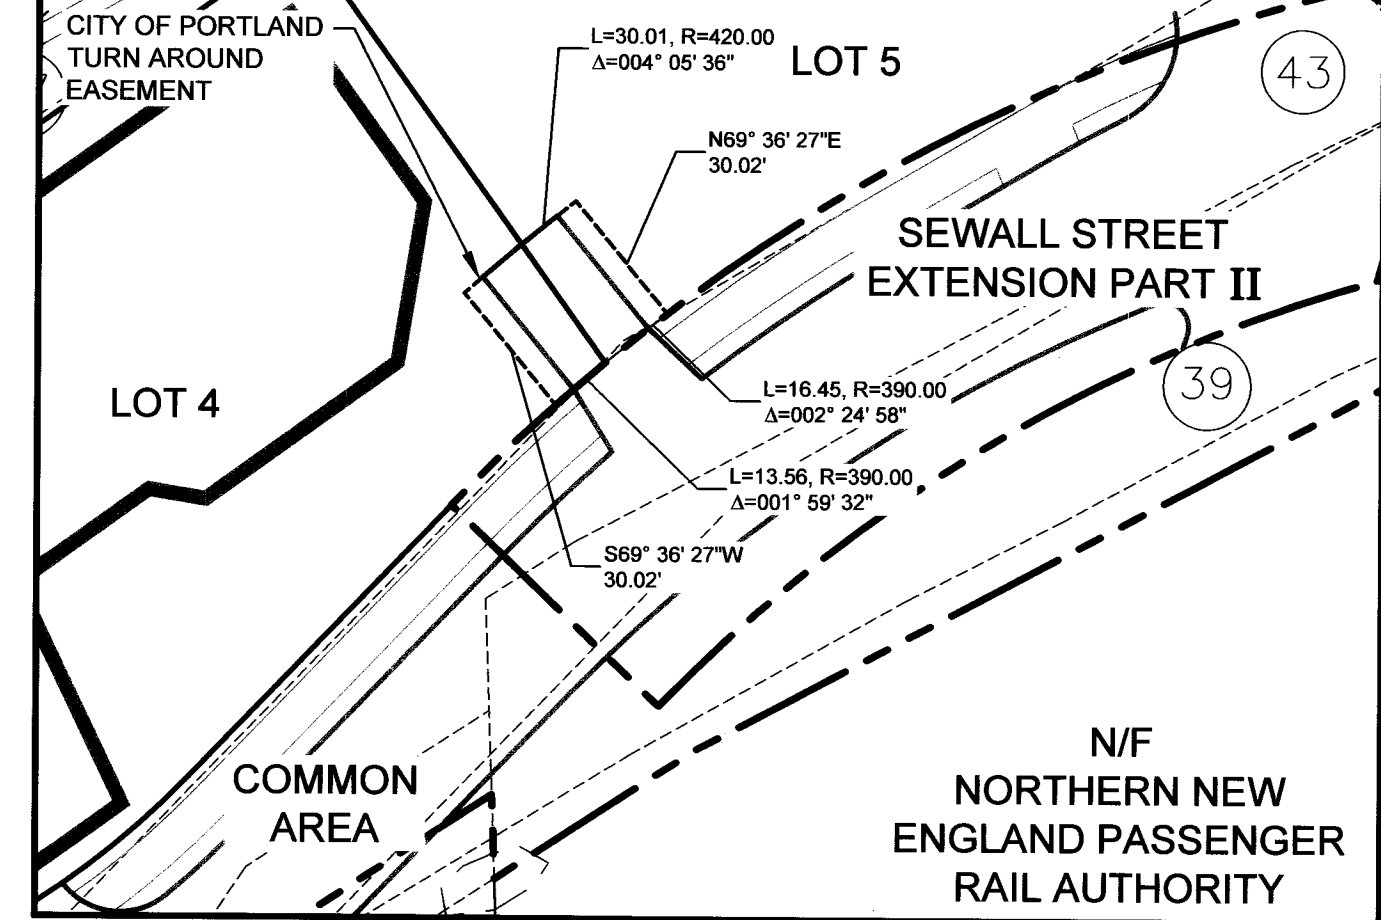 CITY OF PORTLAND
TURN AROUND
EASEMENT
L=30.01, R=420.00
Δ=004° 05' 36"
LOT 5
43
N69° 36' 27"E
30.02'
SEWALL STREET
EXTENSION PART II
LOT 4
39
L=16.45, R=390.00
Δ=002° 24' 58"
L=13.56, R=390.00
Δ=001° 59' 32"
S69° 36' 27"W
30.02'
COMMON
AREA
N/F
NORTHERN NEW
ENGLAND PASSENGER
RAIL AUTHORITY